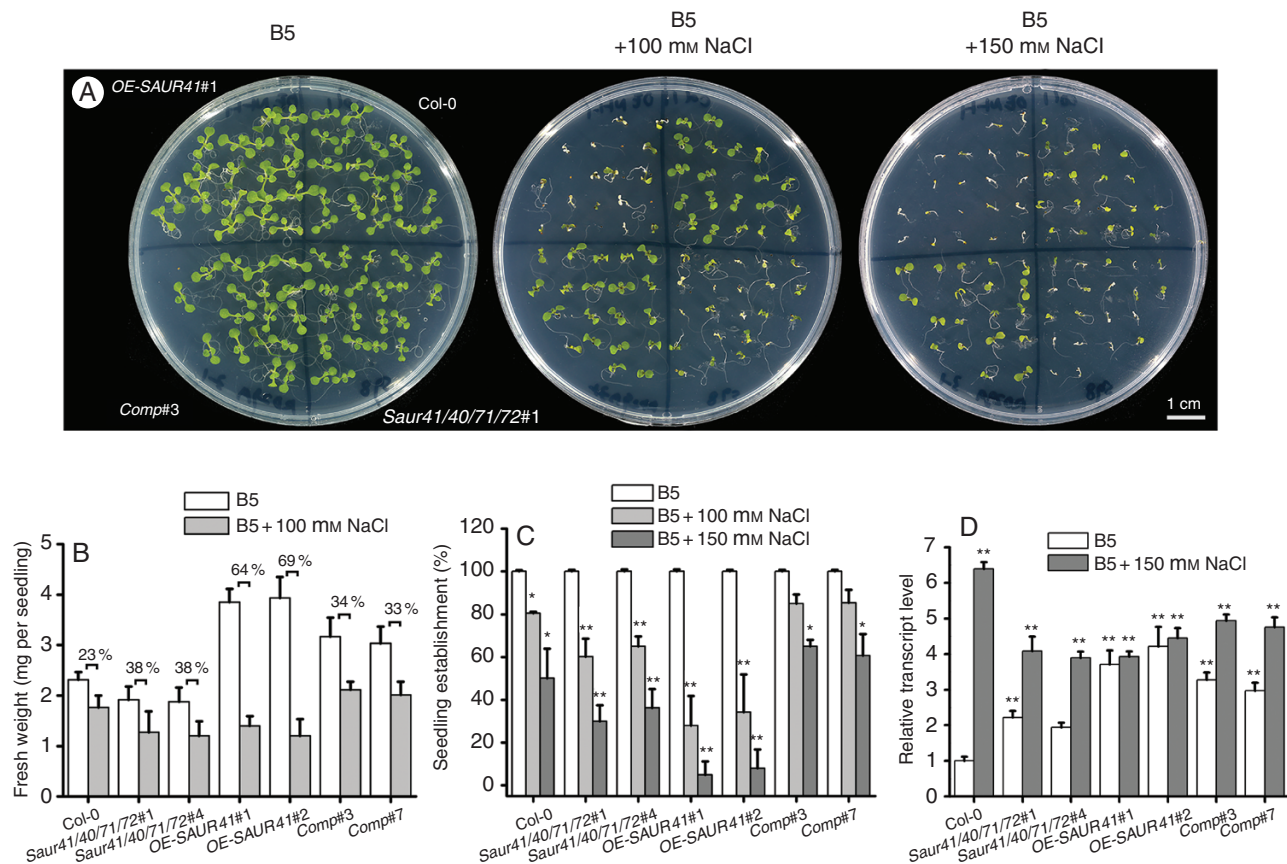 B5
B5
+100 mM NaCl
B5
+150 mM NaCl
A
OE-SAUR41#1
Col-0
Comp#3
Saur41/40/71/72#1
1 cm
B
B5
B5 + 100 mM NaCl
Fresh weight (mg per seedling)
5
4
3
2
1
0
23 %
38 %
38 %
64 %
69 %
34 %
33 %
Col-0
Saur41/40/71/72#1
Saur41/40/71/72#4
OE-SAUR41#1
OE-SAUR41#2
Comp#3
Comp#7
C
B5
B5 + 100 mM NaCl
B5 + 150 mM NaCl
Seedling establishment (%)
100
80
60
40
20
0
* *
** **
** **
** **
** **
*
*
Col-0
Saur41/40/71/72#1
Saur41/40/71/72#4
OE-SAUR41#1
OE-SAUR41#2
Comp#3
Comp#7
D
B5
B5 + 150 mM NaCl
Relative transcript level
7
6
5
4
3
2
1
0
**
** **
**
** **
** **
** **
** **
Col-0
Saur41/40/71/72#1
Saur41/40/71/72#4
OE-SAUR41#1
OE-SAUR41#2
Comp#3
Comp#7